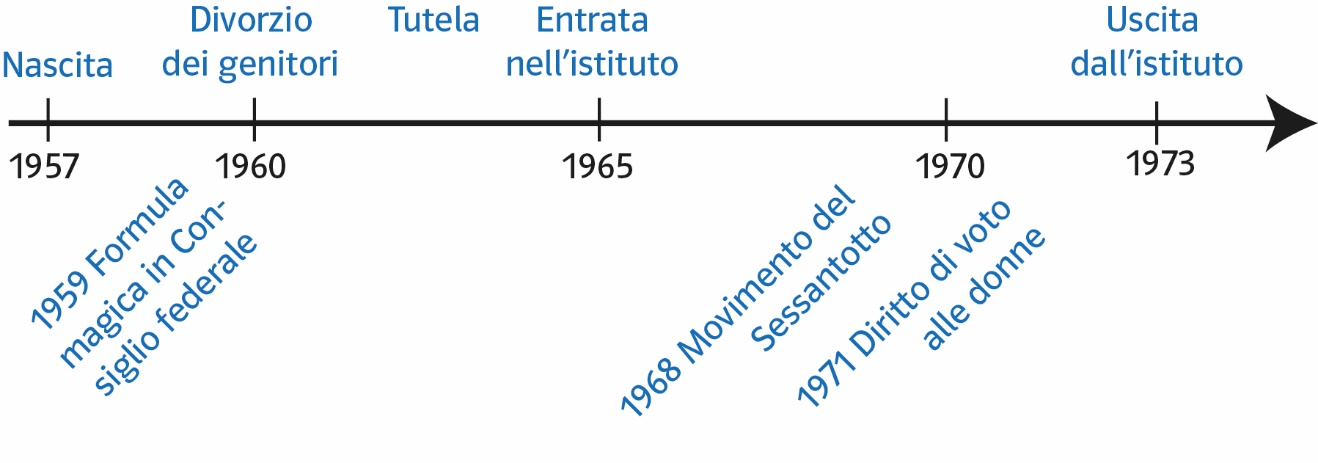 Nascita
Divorzio
dei genitori
Tutela
Entrata
nell'istituto
Uscita
dall'istituto
1957
1960
1965
1970
1973
1959 Formula
magica in Con-
siglio federale
1968 Movimento del
Sessantotto
1971 Diritto di voto
alle donne